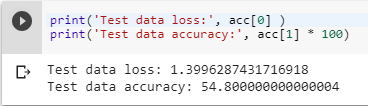 print('Test data loss:', acc[0] )
print('Test data accuracy:', acc[1] * 100)
Test data loss: 1.3996287431716918
Test data accuracy: 54.800000000000004